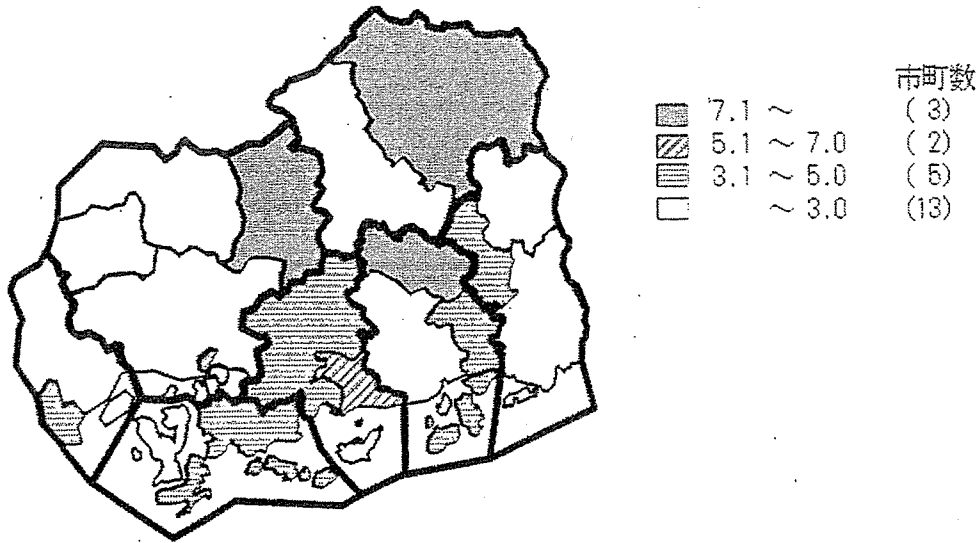 市町数
7.1 ～ ( 3)
5.1 ～ 7.0 ( 2)
3.1 ～ 5.0 ( 5)
～ 3.0 (13)